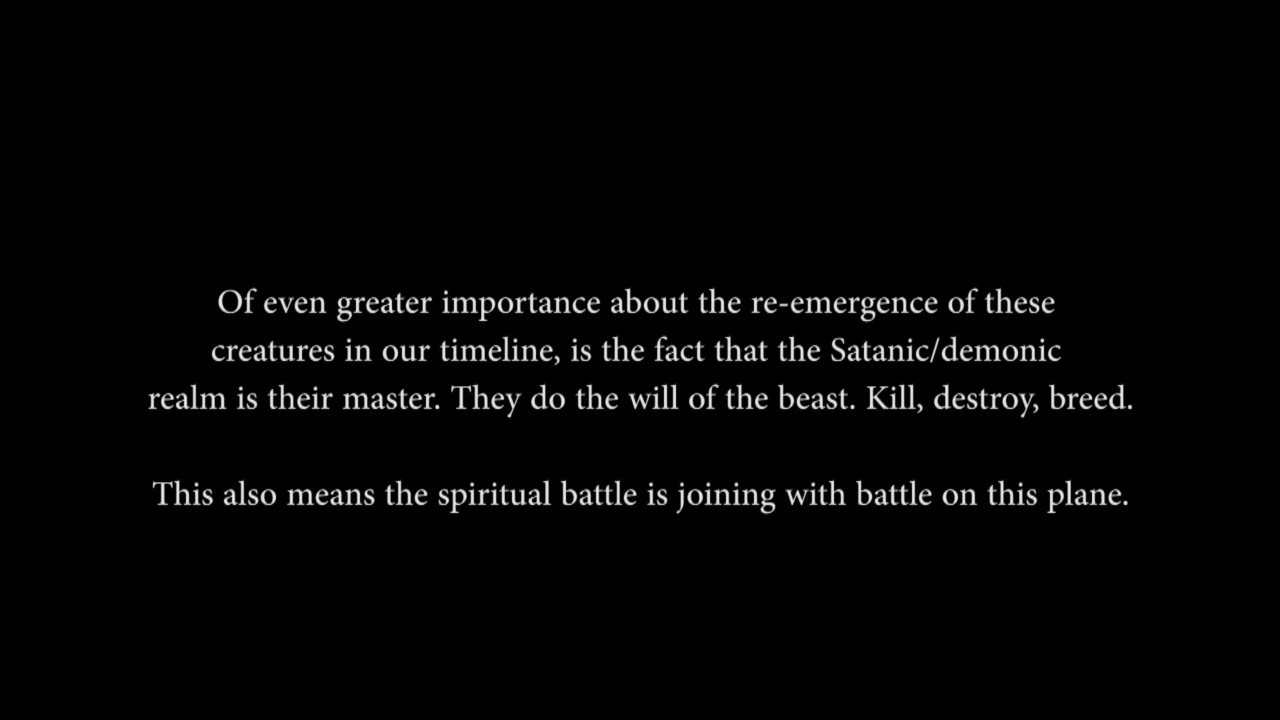 Of even greater importance about the re-emergence of these
creatures in our timeline, is the fact that the Satanic/demonic
realm is their master. They do the will of the beast. Kill, destroy, breed.
This also means the spiritual battle is joining with battle on this plane.